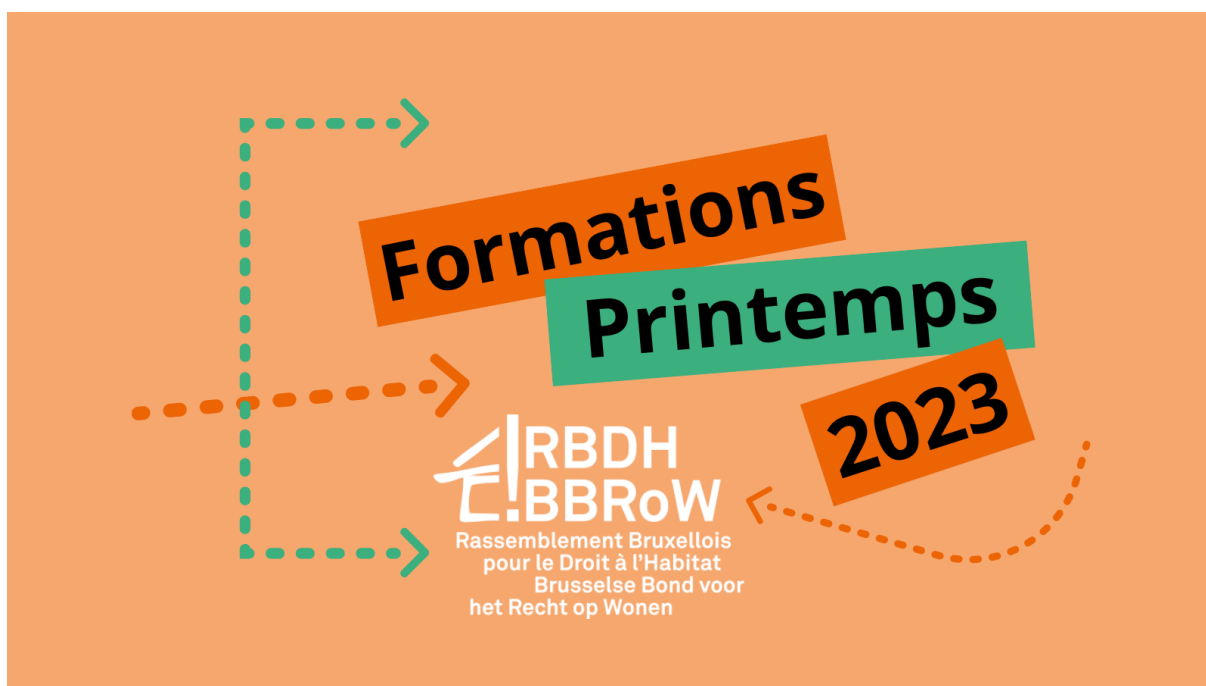 Formations
Printemps
2023
RBDH
BBRoW
Rassemblement Bruxellois
pour le Droit à l'Habitat
Brusselse Bond voor
het Recht op Wonen